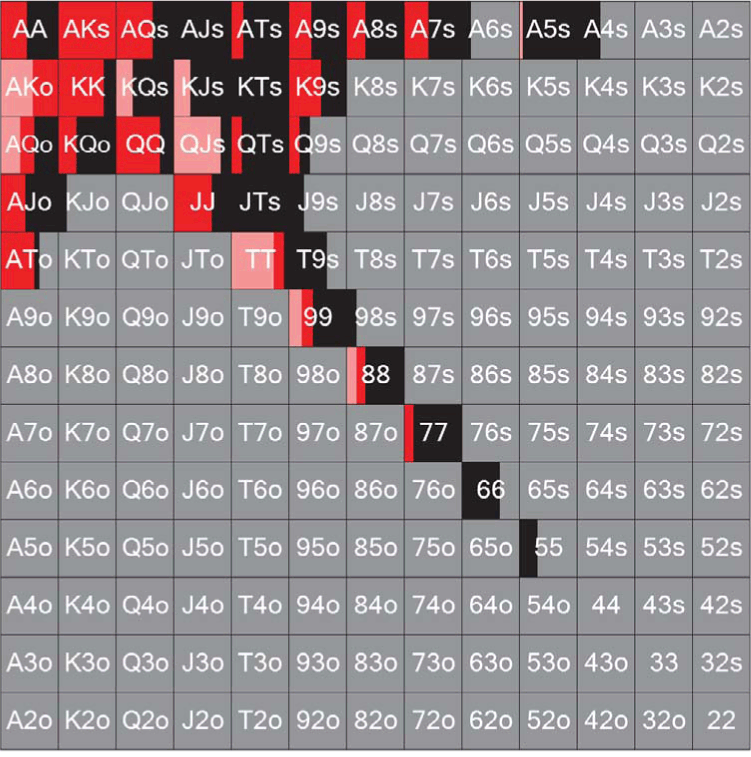 AA AKs AQs AJs ATs A9s A8s A7s A6s A5s A4s A3s A2s
AKo KK KQs KJs KTs K9s K8s K7s K6s K5s K4s K3s K2s
AQo KQo QQ QJs QTs Q9s Q8s Q7s Q6s Q5s Q4s Q3s Q2s
AJo KJo QJo JJ JTs J9s J8s J7s J6s J5s J4s J3s J2s
ATo KTo QTo JTo TT T9s T8s T7s T6s T5s T4s T3s T2s
A9o K9o Q9o J9o T9o 99 98s 97s 96s 95s 94s 93s 92s
A8o K8o Q8o J8o T8o 98o 88 87s 86s 85s 84s 83s 82s
A7o K7o Q7o J7o T7o 97o 87o 77 76s 75s 74s 73s 72s
A6o K6o Q6o J6o T6o 96o 86o 76o 66 65s 64s 63s 62s
A5o K5o Q5o J5o T5o 95o 85o 75o 65o 55 54s 53s 52s
A4o K4o Q4o J4o T4o 94o 84o 74o 64o 54o 44 43s 42s
A3o K3o Q3o J3o T3o 93o 83o 73o 63o 53o 43o 33 32s
A2o K2o Q2o J2o T2o 92o 82o 72o 62o 52o 42o 32o 22